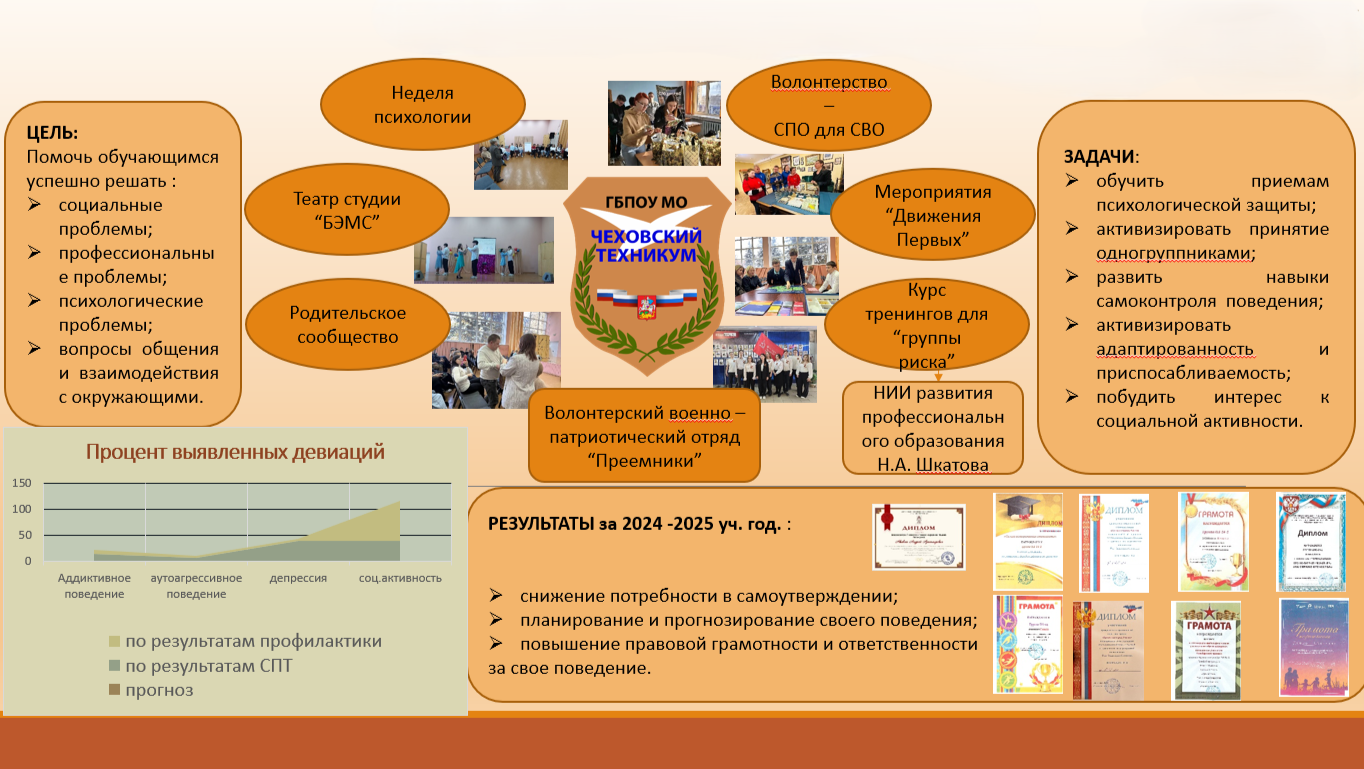 Неделя
психологии
Волонтерство
–
СПО для СВО
ЦЕЛЬ:
Помочь обучающимся
успешно решать :
➢ социальные
проблемы;
➢ профессиональны
е проблемы;
➢ психологические
проблемы;
➢ вопросы общения
и взаимодействия
с окружающими.
Театр студии
“БЭМС”
Родительское
сообщество
ГБПОУ МО
ЧЕХОВСКИЙ
ТЕХНИКУМ
Мероприятия
“Движения
Первых”
Курс
тренингов для
“группы
риска”
Волонтерский военно –
патриотический отряд
“Преемники”
НИИ развития
профессиональн
ого образования
Н.А. Шкатова
ЗАДАЧИ:
➢ обучить приемам
психологической защиты;
➢ активизировать принятие
одногруппниками;
➢ развить навыки
самоконтроля поведения;
➢ активизировать
адаптированность и
приспосабливаемость;
➢ побудить интерес к
социальной активности.
Процент выявленных девиаций
150
100
50
0
Аддиктивное
поведение
аутоагрессивное
поведение
депрессия
соц.активность
по результатам профилактики
по результатам СПТ
прогноз
РЕЗУЛЬТАТЫ за 2024 -2025 уч. год. :
➢ снижение потребности в самоутверждении;
➢ планирование и прогнозирование своего поведения;
➢ повышение правовой грамотности и ответственности
за свое поведение.
ДИПЛОМ
ДИПЛОМ
ДИПЛОМ
ГРАМОТА
Диплом
ГРАМОТА
ДИПЛОМ
ГРАМОТА
Грамота